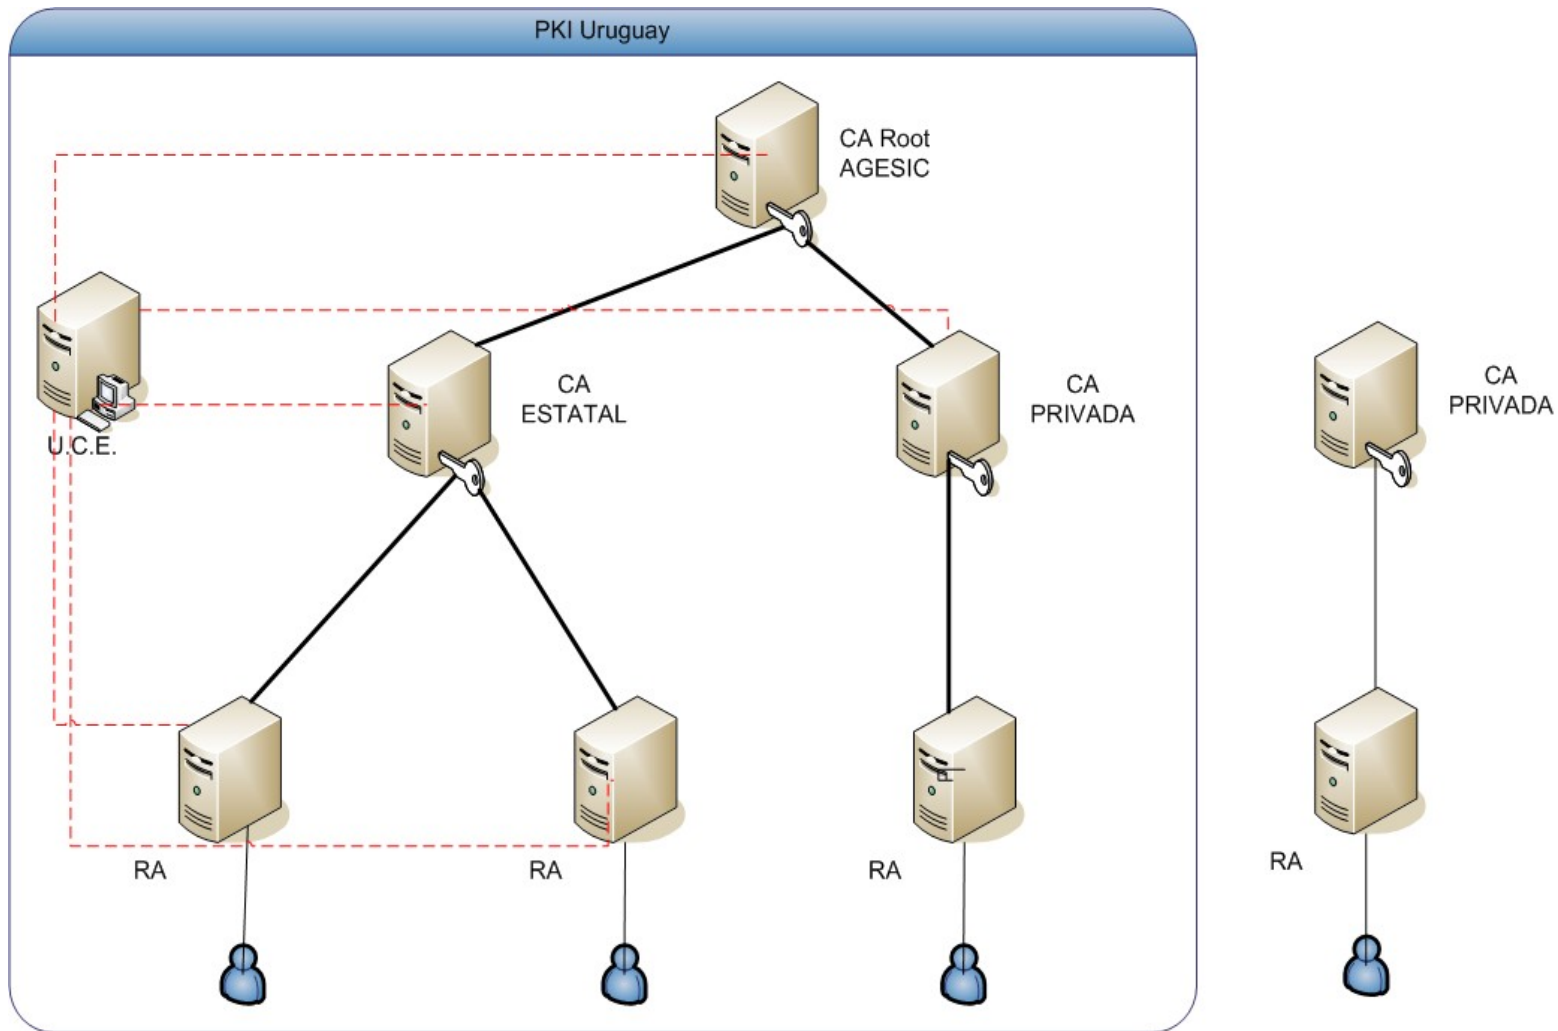 PKI Uruguay
CA Root
AGESIC
U.C.E.
CA
ESTATAL
CA
PRIVADA
CA
PRIVADA
RA
RA
RA
RA